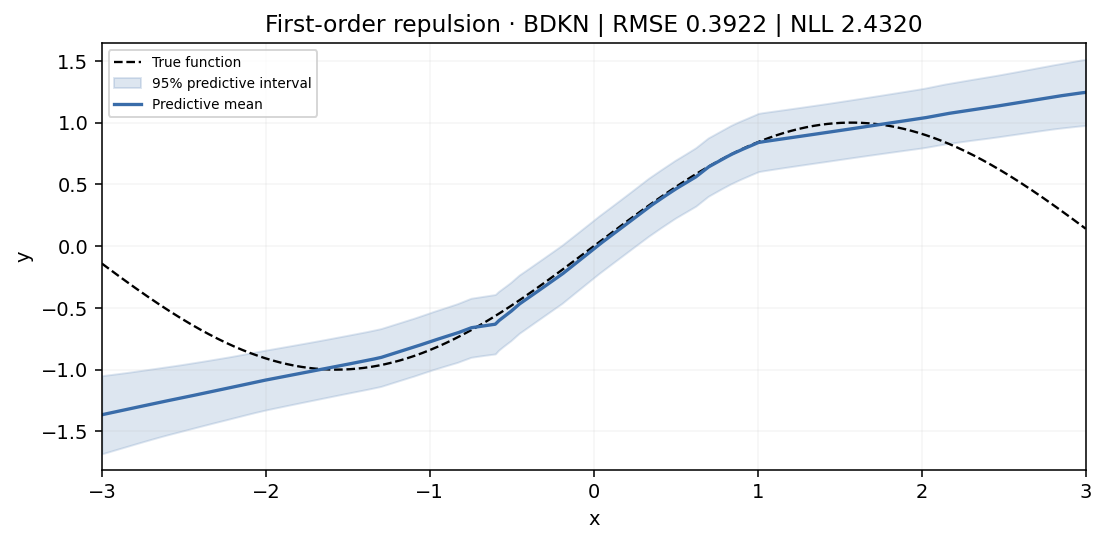 First-order repulsion · BDKN | RMSE 0.3922 | NLL 2.4320
True function
95% predictive interval
Predictive mean
1.5
1.0
0.5
0.0
−0.5
−1.0
−1.5
y
−3 −2 −1 0 1 2 3
x